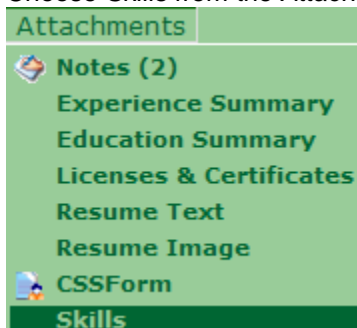 Choose Skills from the Attach
Attachments
Notes (2)
Experience Summary
Education Summary
Licenses & Certificates
Resume Text
Resume Image
CSSForm
Skills